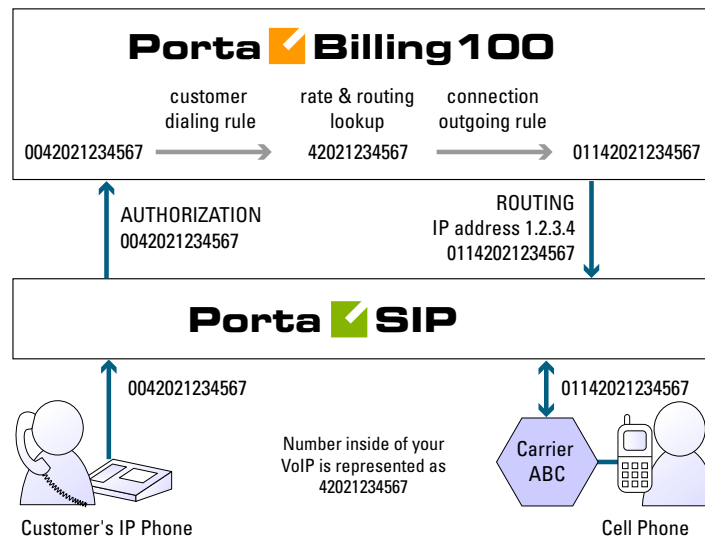 Porta Billing 100
customer
dialing rule
rate & routing
lookup
connection
outgoing rule
0042021234567
42021234567
01142021234567
AUTHORIZATION
0042021234567
ROUTING
IP address 1.2.3.4
01142021234567
Porta SIP
0042021234567
01142021234567
Number inside of your
VoIP is represented as
42021234567
Carrier
ABC
Customer's IP Phone
Cell Phone